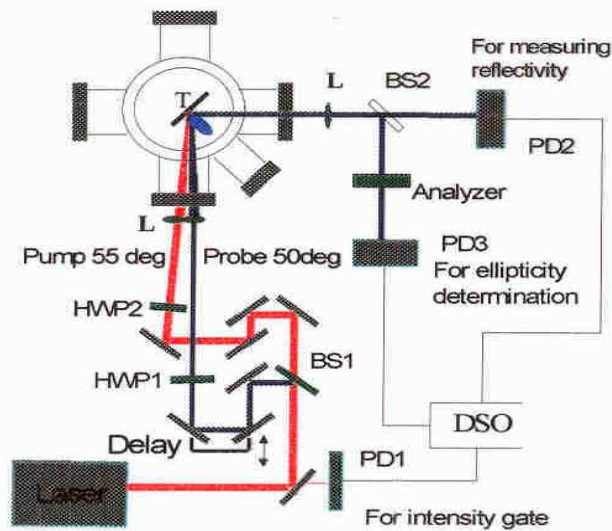 For measuring
reflectivity
BS2
L
T
PD2
Analyzer
L
PD3
Pump 55 deg
Probe 50deg
For ellipticity
determination
HWP2
BS1
HWP1
DSO
Delay
PD1
Laser
For intensity gate